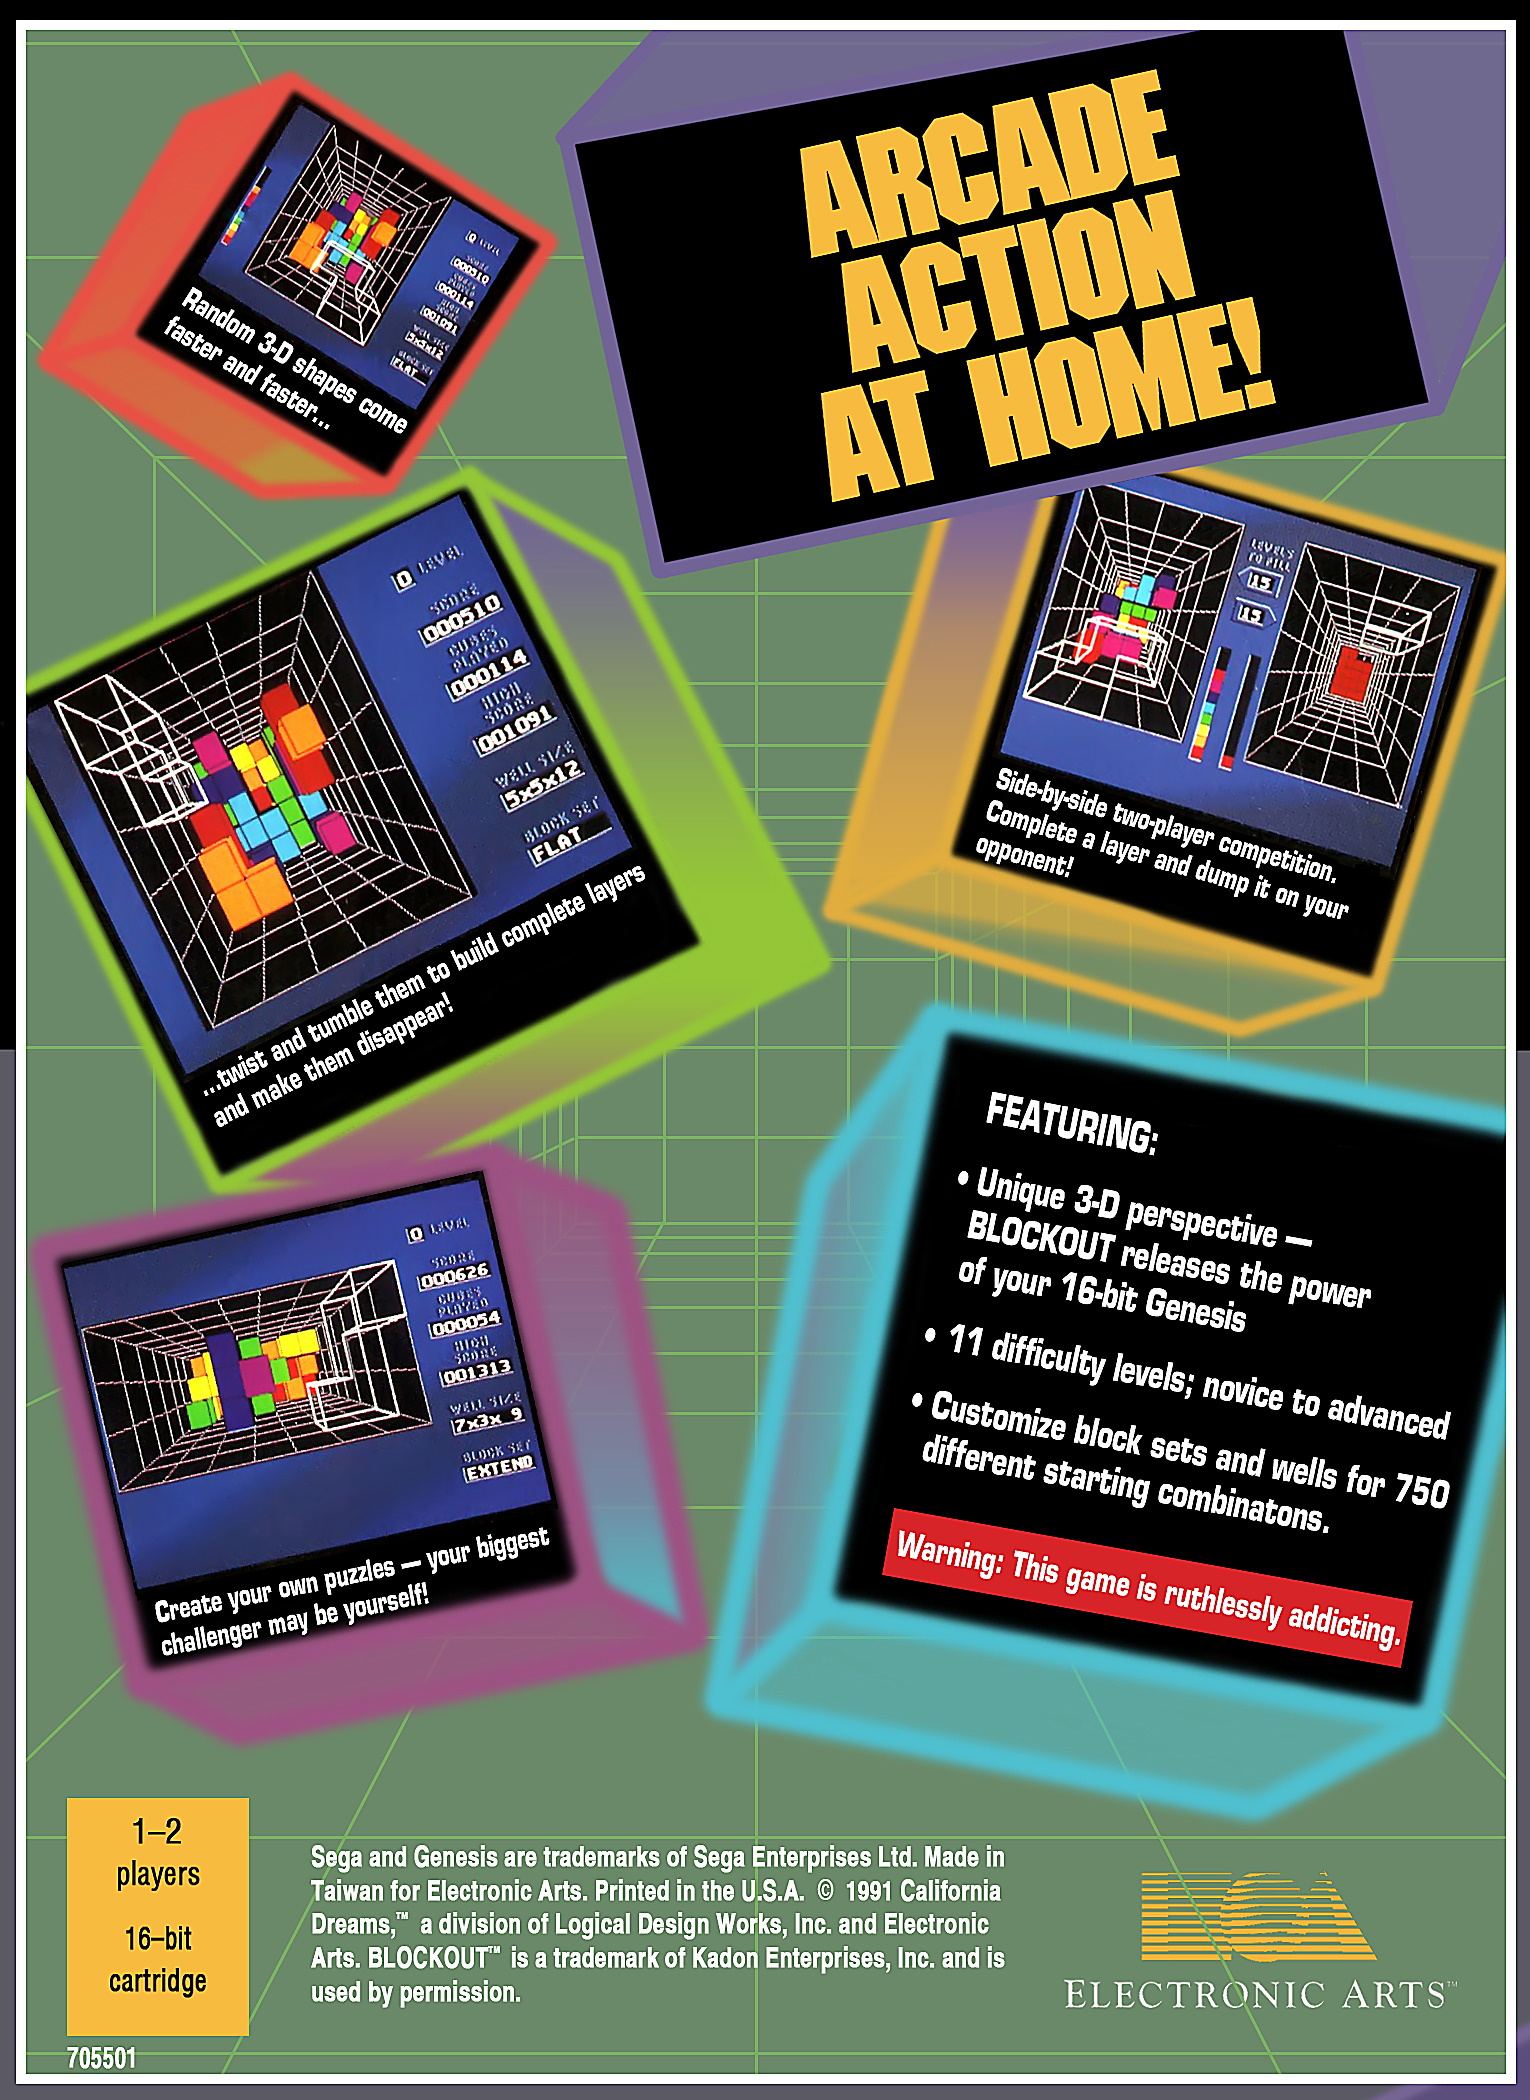 ARCADE
ACTION
AT HOME!
0 LEVEL
SCORE
000510
CUBES
PLAYED
000114
HIGH
SCORE
001091
WELL SIZE
5x5x12
BLOCK SET
FLAT
Random 3-D shapes come
faster and faster...
0 LEVEL
SCORE
000510
CUBES
PLAYED
000114
HIGH
SCORE
001091
WELL SIZE
5x5x12
BLOCK SET
FLAT
...twist and tumble them to build complete layers
and make them disappear!
LEVELS
TO FILL
15
15
Side-by-side two-player competition.
Complete a layer and dump it on your
opponent!
0 LEVEL
SCORE
000626
CUBES
PLAYED
000054
HIGH
SCORE
001313
WELL SIZE
7x3x 9
BLOCK SET
EXTEND
Create your own puzzles — your biggest
challenger may be yourself!
FEATURING:
• Unique 3-D perspective —
BLOCKOUT releases the power
of your 16-bit Genesis
• 11 difficulty levels; novice to advanced
• Customize block sets and wells for 750
different starting combinatons.
Warning: This game is ruthlessly addicting.
1–2
players
16–bit
cartridge
705501
Sega and Genesis are trademarks of Sega Enterprises Ltd. Made in
Taiwan for Electronic Arts. Printed in the U.S.A. © 1991 California
Dreams,™ a division of Logical Design Works, Inc. and Electronic
Arts. BLOCKOUT™ is a trademark of Kadon Enterprises, Inc. and is
used by permission.
ELECTRONIC ARTS™